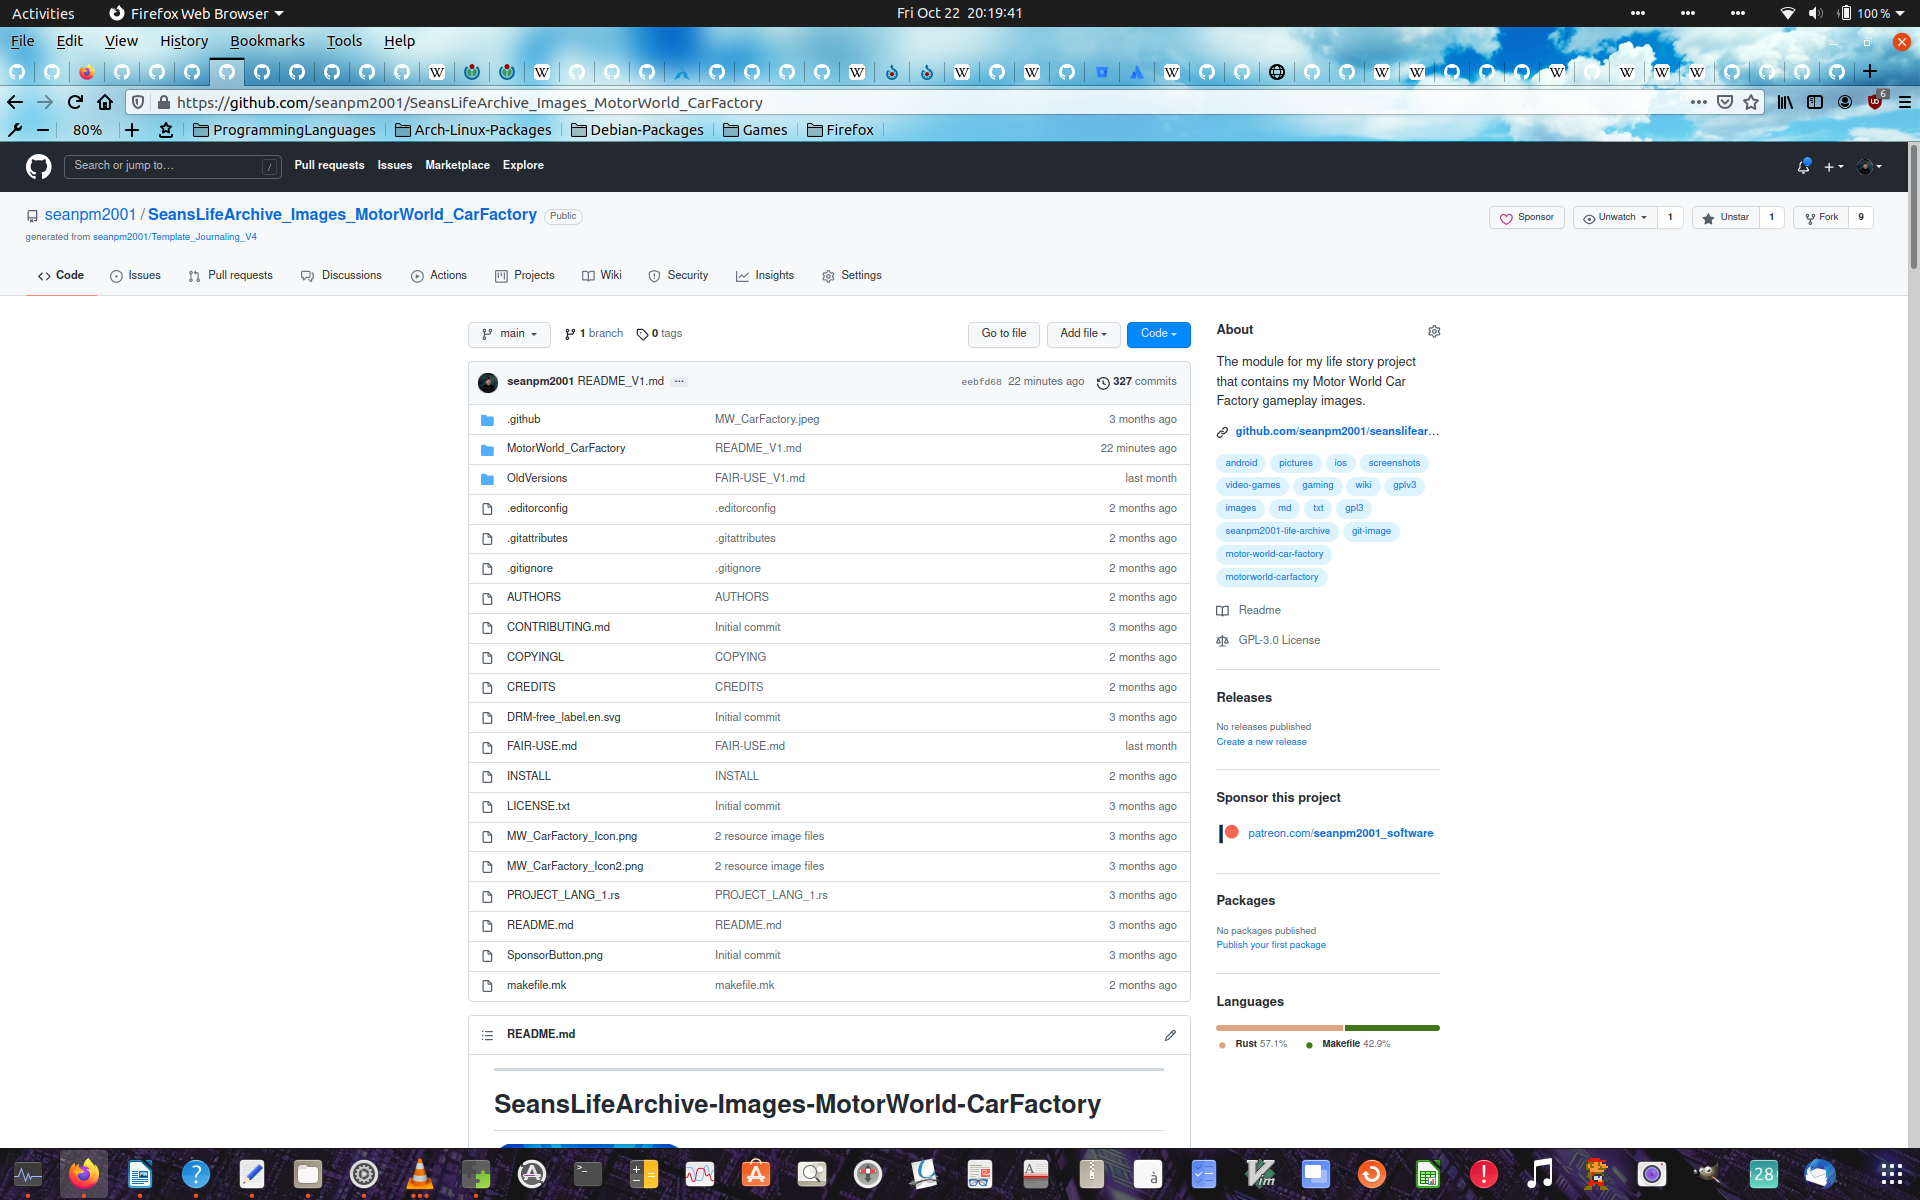 Activities Firefox Web Browser Fri Oct 22 20:19:41 100 %
File Edit View History Bookmarks Tools Help
https://github.com/seanpm2001/SeansLifeArchive_Images_MotorWorld_CarFactory 6
80% ProgrammingLanguages Arch-Linux-Packages Debian-Packages Games Firefox
Search or jump to... / Pull requests Issues Marketplace Explore
seanpm2001 / SeansLifeArchive_Images_MotorWorld_CarFactory Public Sponsor Unwatch 1 Unstar 1 Fork 9
generated from seanpm2001/Template_Journaling_V4
Code Issues Pull requests Discussions Actions Projects Wiki Security Insights Settings
main 1 branch 0 tags Go to file Add file Code
seanpm2001 README_V1.md ... eebfd68 22 minutes ago 327 commits
.github MW_CarFactory.jpeg 3 months ago
MotorWorld_CarFactory README_V1.md 22 minutes ago
OldVersions FAIR-USE_V1.md last month
.editorconfig .editorconfig 2 months ago
.gitattributes .gitattributes 2 months ago
.gitignore .gitignore 2 months ago
AUTHORS AUTHORS 2 months ago
CONTRIBUTING.md Initial commit 3 months ago
COPYINGL COPYING 2 months ago
CREDITS CREDITS 2 months ago
DRM-free_label.en.svg Initial commit 3 months ago
FAIR-USE.md FAIR-USE.md last month
INSTALL INSTALL 2 months ago
LICENSE.txt Initial commit 3 months ago
MW_CarFactory_Icon.png 2 resource image files 3 months ago
MW_CarFactory_Icon2.png 2 resource image files 3 months ago
PROJECT_LANG_1.rs PROJECT_LANG_1.rs 3 months ago
README.md README.md 3 months ago
SponsorButton.png Initial commit 3 months ago
makefile.mk makefile.mk 2 months ago
README.md
SeansLifeArchive-Images-MotorWorld-CarFactory
About
The module for my life story project
that contains my Motor World Car
Factory gameplay images.
github.com/seanpm2001/seanslifear...
android pictures ios screenshots
video-games gaming wiki gplv3
images md txt gpl3
seanpm2001-life-archive git-image
motor-world-car-factory
motorworld-carfactory
Readme
GPL-3.0 License
Releases
No releases published
Create a new release
Sponsor this project
patreon.com/seanpm2001_software
Packages
No packages published
Publish your first package
Languages
Rust 57.1% Makefile 42.9%
28